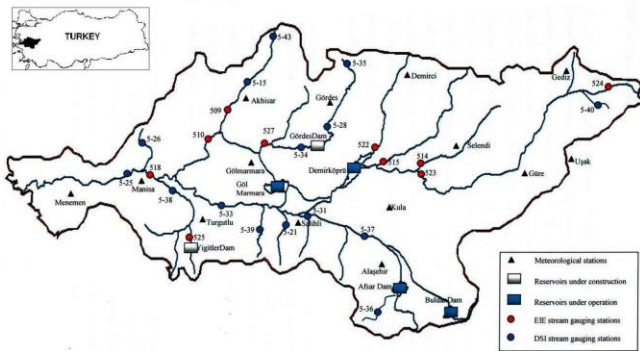 TURKEY
5-43
5-35
5-15
Demirci
Gediz
524
509
Akhisar
Gördes
5-40
5-26
510
527
5-28
GördesDam
522
5-34
Selendi
514
515
523
518
Gölmarmara
Demirköprü
Uşak
5-25
Manisa
Göl
Marmara
Güre
Menemen
5-38
5-33
5-31
Kula
Turgutlu
Salihli
5-39
5-21
5-37
525
YigitlerDam
Alaşehir
Afsar Dam
BuldanDam
5-36
Meteorological stations
Reservoirs under construction
Reservoirs under operation
EIE stream gauging stations
DSI stream gauging stations